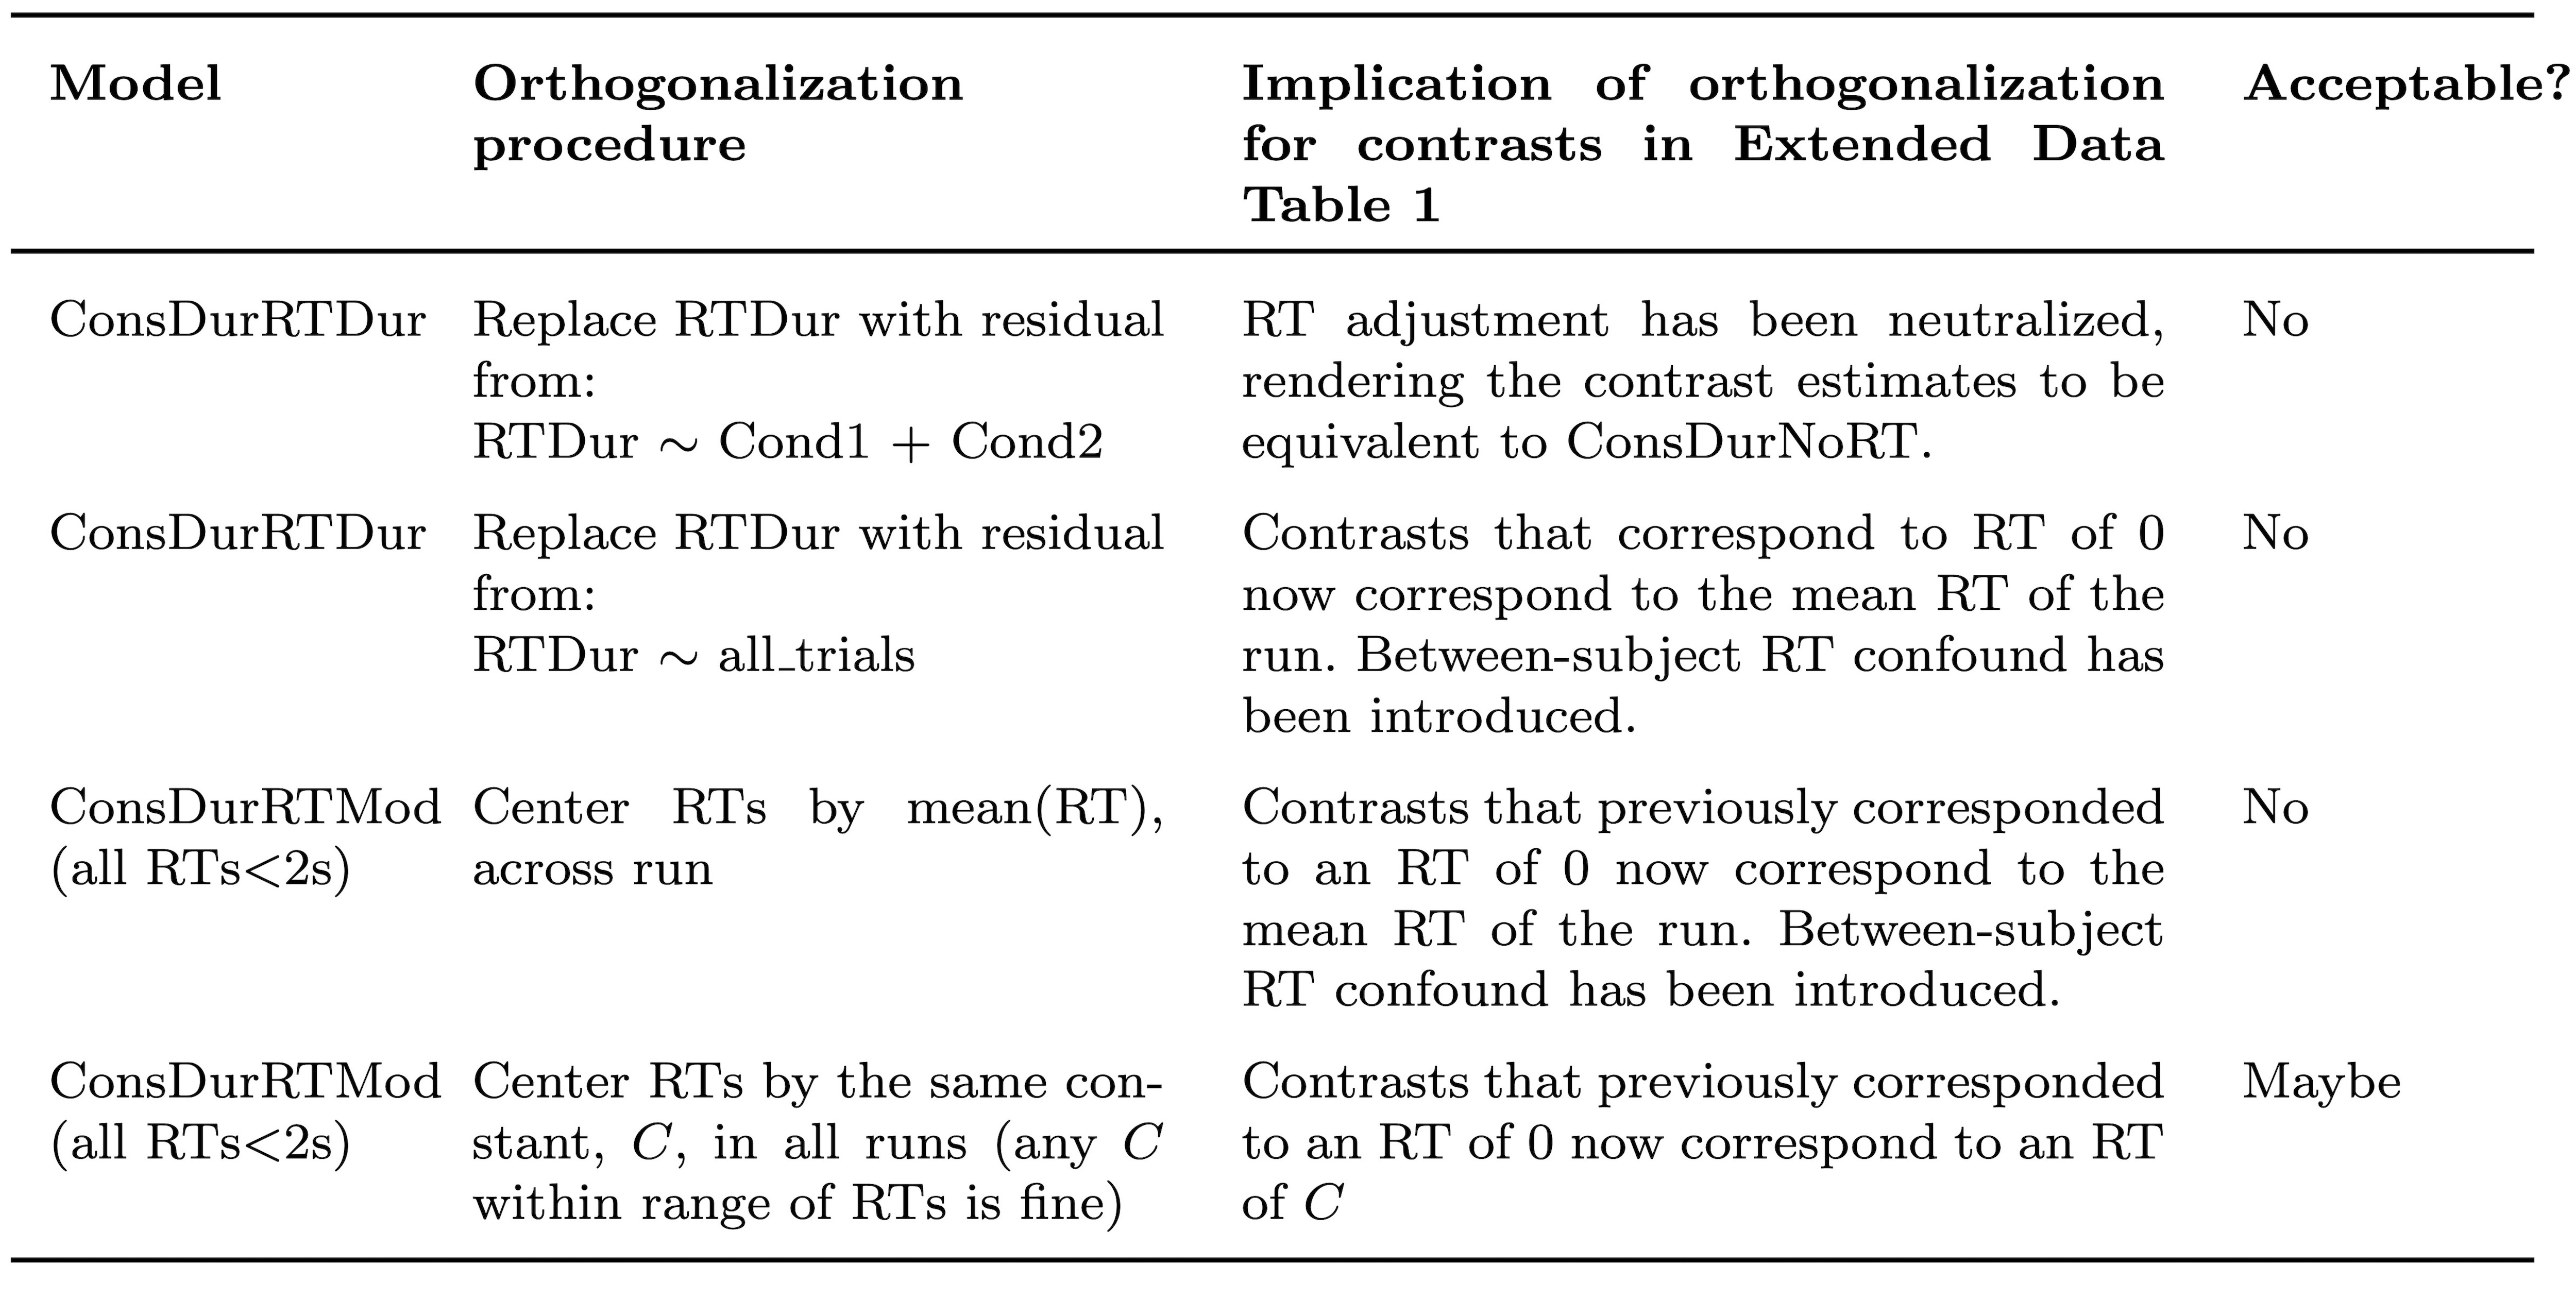 Model
Orthogonalization
procedure
Implication of orthogonalization
for contrasts in Extended Data
Table 1
Acceptable?
ConsDurRTDur
Replace RTDur with residual
from:
RTDur ∼ Cond1 + Cond2
RT adjustment has been neutralized,
rendering the contrast estimates to be
equivalent to ConsDurNoRT.
No
ConsDurRTDur
Replace RTDur with residual
from:
RTDur ∼ all_trials
Contrasts that correspond to RT of 0
now correspond to the mean RT of the
run. Between-subject RT confound has
been introduced.
No
ConsDurRTMod
(all RTs<2s)
Center RTs by mean(RT),
across run
Contrasts that previously corresponded
to an RT of 0 now correspond to the
mean RT of the run. Between-subject
RT confound has been introduced.
No
ConsDurRTMod
(all RTs<2s)
Center RTs by the same con-
stant, C, in all runs (any C
within range of RTs is fine)
Contrasts that previously corresponded
to an RT of 0 now correspond to an RT
of C
Maybe